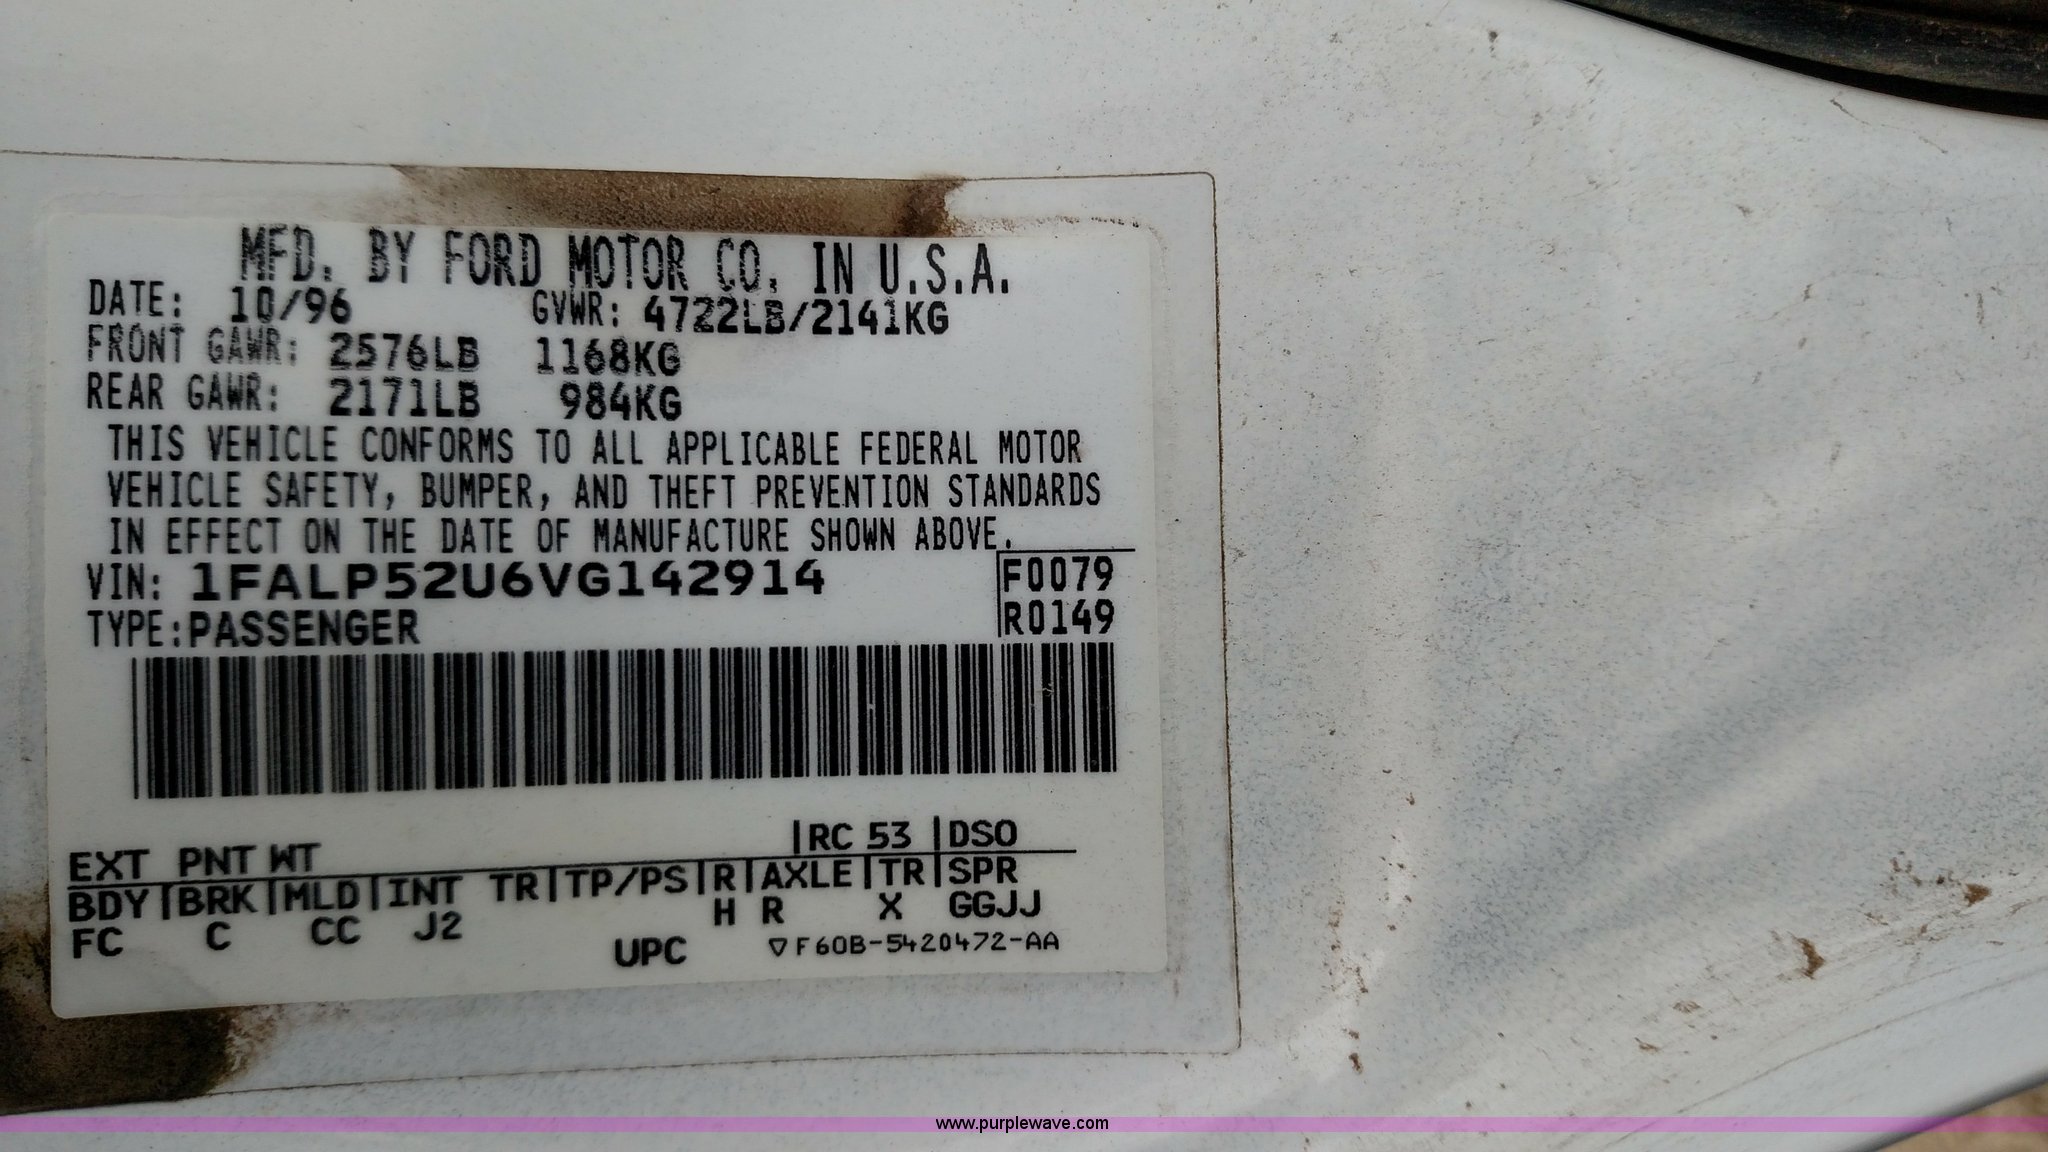 MFD. BY FORD MOTOR CO. IN U.S.A.
DATE: 10/96 GVWR: 4722LB/2141KG
FRONT GAWR: 2576LB 1168KG
REAR GAWR: 2171LB 984KG
THIS VEHICLE CONFORMS TO ALL APPLICABLE FEDERAL MOTOR
VEHICLE SAFETY, BUMPER, AND THEFT PREVENTION STANDARDS
IN EFFECT ON THE DATE OF MANUFACTURE SHOWN ABOVE.
VIN: 1FALP52U6VG142914 F0079
TYPE:PASSENGER R0149
EXT PNT WT |RC 53 |DSO
BDY|BRK|MLD|INT TR|TP/PS|R|AXLE|TR|SPR
FC C CC J2 H R X GGJJ
UPC ▽F60B-5420472-AA
www.purplewave.com